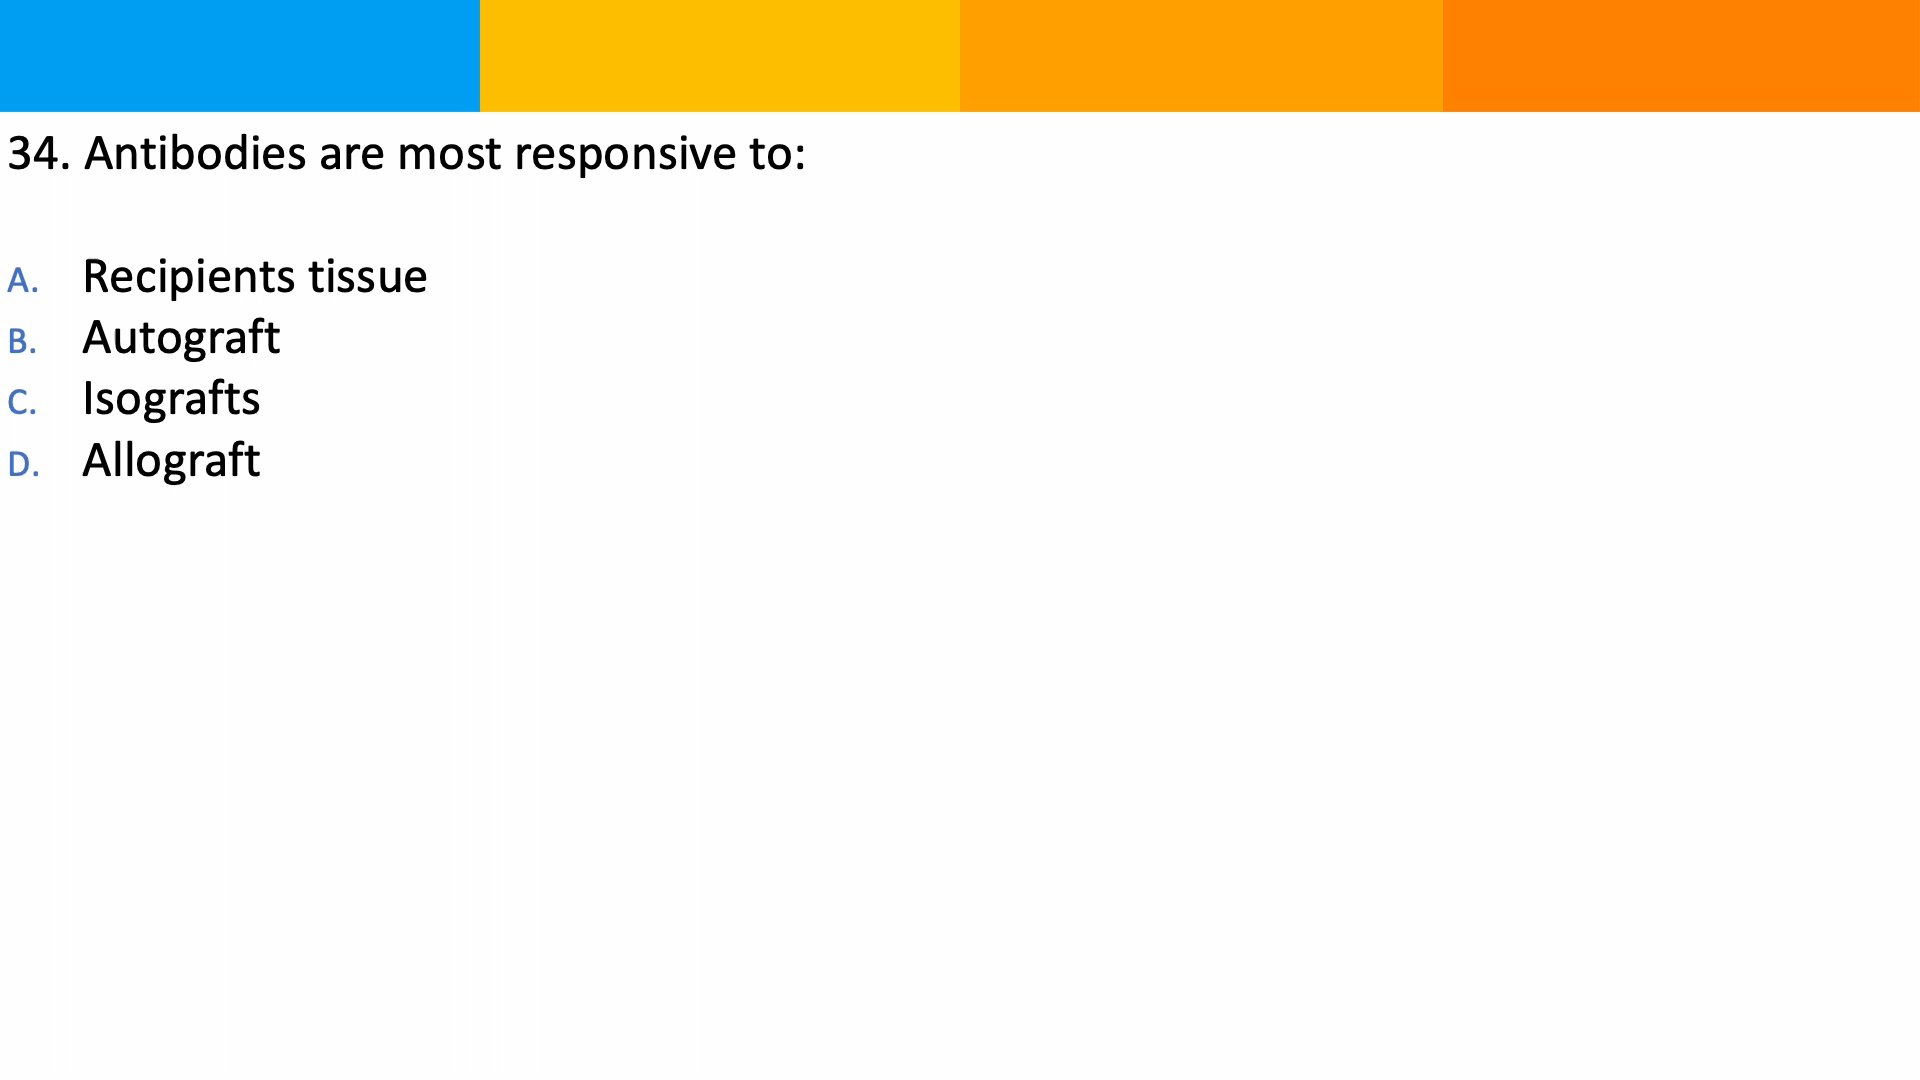 34. Antibodies are most responsive to:
A. Recipients tissue
B. Autograft
C. Isografts
D. Allograft